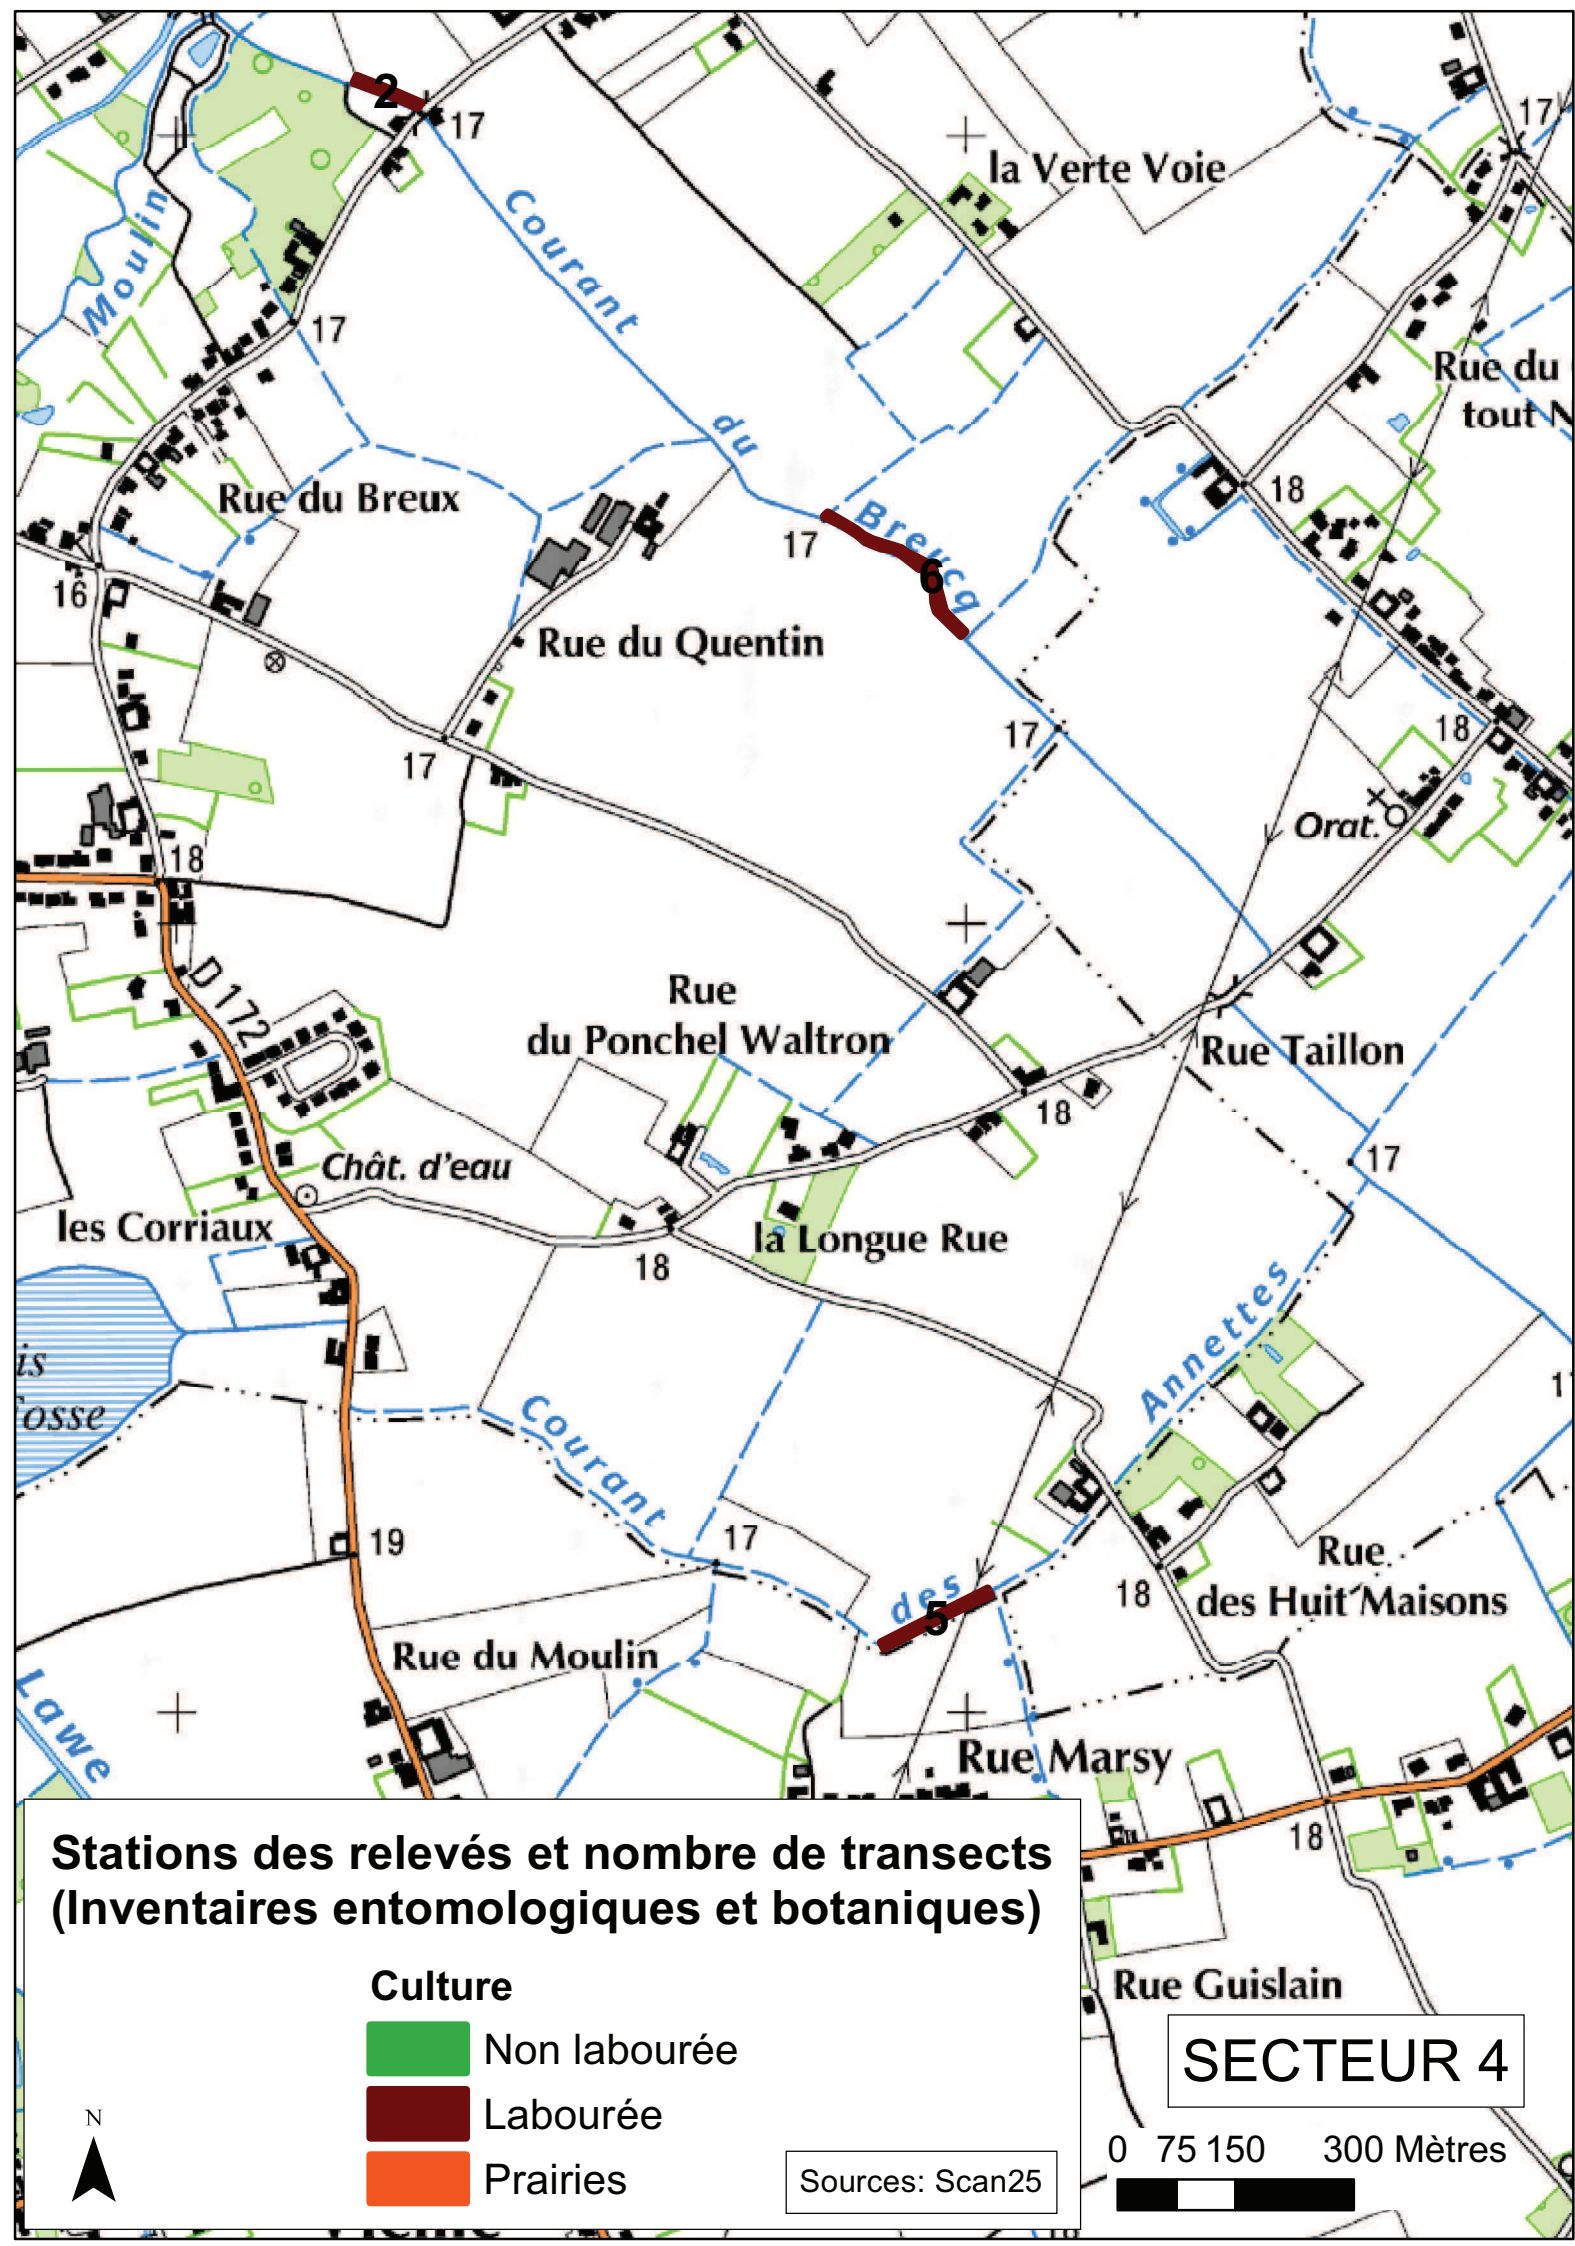 2
17
17
la Verte Voie
Moulin
Courant
17
Rue du
tout N
du
Rue du Breux
18
17
Breucq
6
16
Rue du Quentin
17
18
17
Orat.
18
D 172
Rue
du Ponchel Waltron
Rue Taillon
18
17
Chât. d'eau
les Corriaux
la Longue Rue
18
is
Fosse
Annettes
Courant
17
19
des
5
18
Rue
des Huit Maisons
Rue du Moulin
Lawe
Rue Marsy
18
Rue Guislain
Stations des relevés et nombre de transects
(Inventaires entomologiques et botaniques)
Culture
Non labourée
Labourée
Prairies
N
Sources: Scan25
SECTEUR 4
0 75 150 300 Mètres